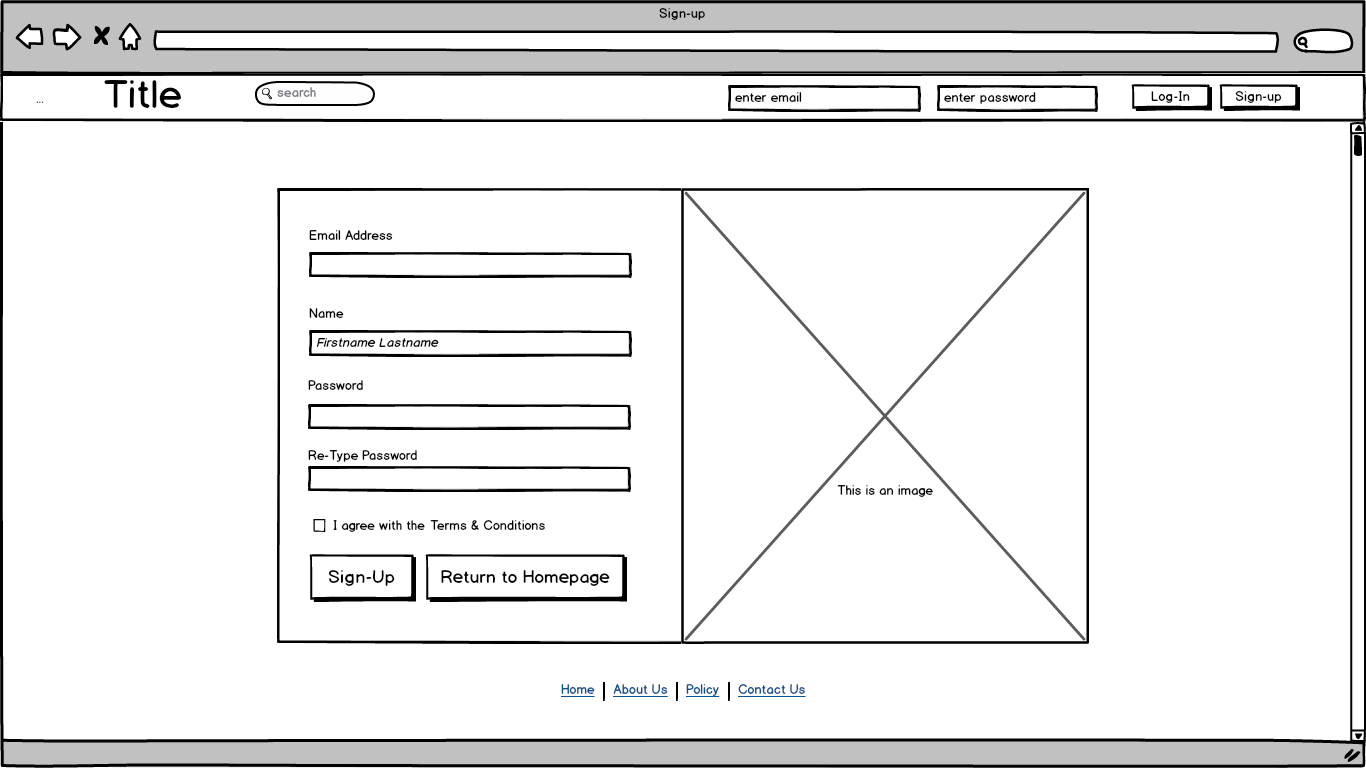 Sign-up
...
Title
search
enter email
enter password
Log-In
Sign-up
Email Address
Name
Firstname Lastname
Password
Re-Type Password
I agree with the Terms & Conditions
Sign-Up
Return to Homepage
This is an image
Home
About Us
Policy
Contact Us